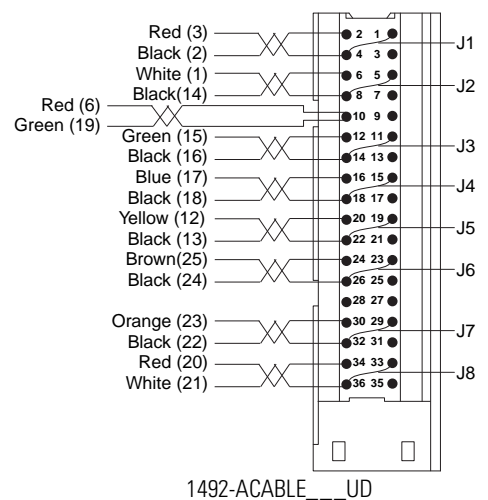 Red (3) 2 1 J1
Black (2) 4 3
White (1) 6 5 J2
Black(14) 8 7
Red (6) 10 9
Green (19)
Green (15) 12 11 J3
Black (16) 14 13
Blue (17) 16 15 J4
Black (18) 18 17
Yellow (12) 20 19 J5
Black (13) 22 21
Brown(25) 24 23 J6
Black (24) 26 25
28 27
Orange (23) 30 29 J7
Black (22) 32 31
Red (20) 34 33 J8
White (21) 36 35
1492-ACABLE___UD